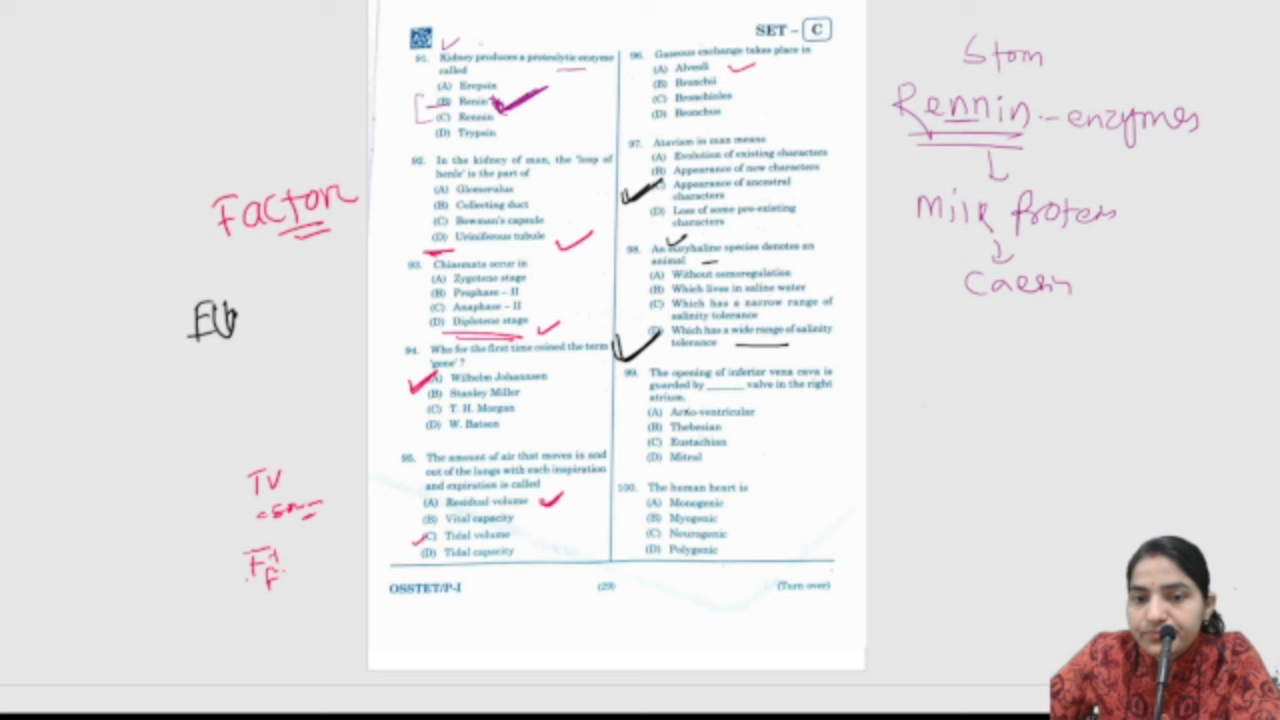 SET – C
91. Kidney produces a proteolytic enzyme
called
(A) Erepsin
(B) Renin
(C) Rennin
(D) Trypsin
92. In the kidney of man, the 'loop of
henle' is the part of
(A) Glomerulus
(B) Collecting duct
(C) Bowman's capsule
(D) Uriniferous tubule
93. Chiasmata occur in
(A) Zygotene stage
(B) Prophase – II
(C) Anaphase – II
(D) Diplotene stage
94. Who for the first time coined the term
'gene' ?
(A) Wilhelm Johannsen
(B) Stanley Miller
(C) T. H. Morgan
(D) W. Batson
95. The amount of air that moves in and
out of the lungs with each inspiration
and expiration is called
(A) Residual volume
(B) Vital capacity
(C) Tidal volume
(D) Tidal capacity
96. Gaseous exchange takes place in
(A) Alveoli
(B) Bronchii
(C) Bronchioles
(D) Bronchus
97. Atavism in man means
(A) Evolution of existing characters
(B) Appearance of new characters
Appearance of ancestral
characters
(D) Loss of some pre-existing
characters
98. An euryhaline species denotes an
animal
(A) Without osmoregulation
(B) Which lives in saline water
(C) Which has a narrow range of
salinity tolerance
(D) Which has a wide range of salinity
tolerance
99. The opening of inferior vena cava is
guarded by ______ valve in the right
atrium.
(A) Atrio-ventricular
(B) Thebesian
(C) Eustachian
(D) Mitral
100. The human heart is
(A) Monogenic
(B) Myogenic
(C) Neurogenic
(D) Polygenic
OSSTET/P-I
(29)
(Turn over)
Factor
TV
Stom
Rennin - enzymes
Milk